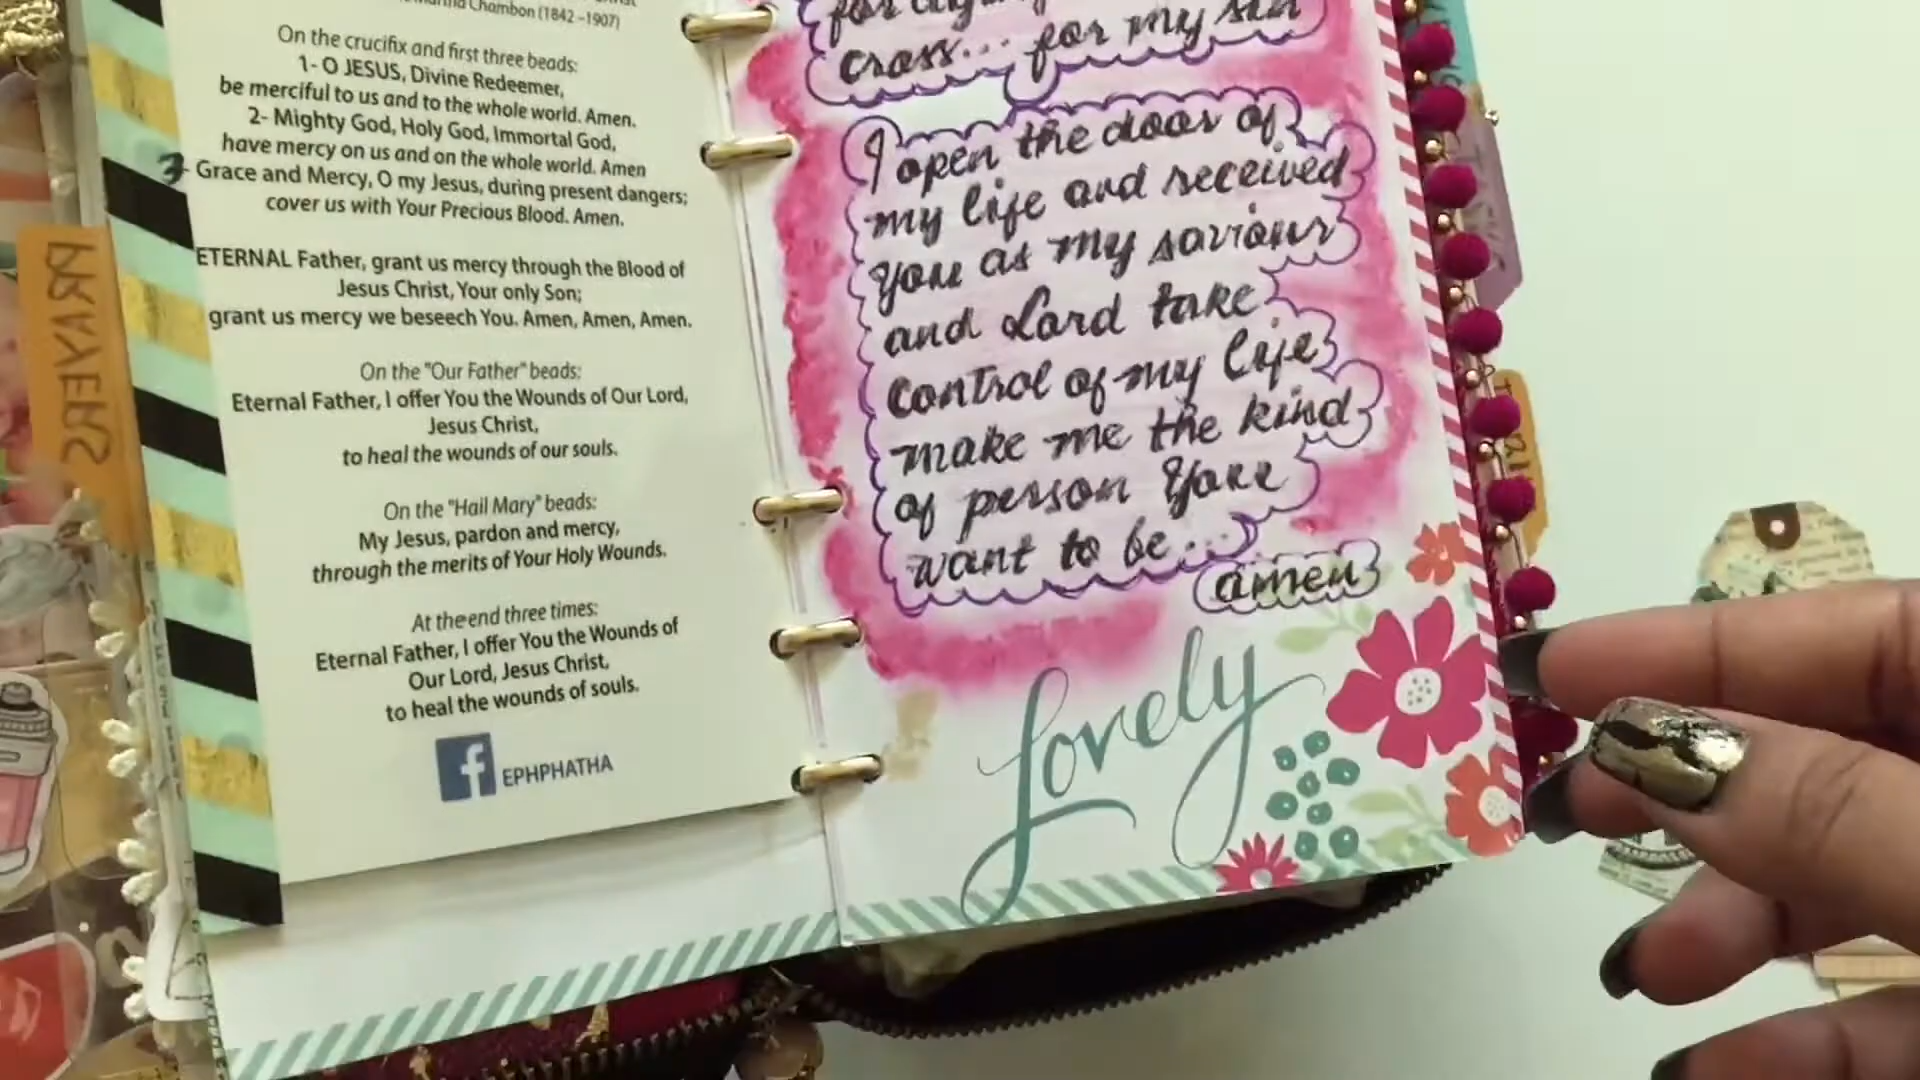 Chambon (1842 -1907)
On the crucifix and first three beads:
1- O JESUS, Divine Redeemer,
be merciful to us and to the whole world. Amen.
2- Mighty God, Holy God, Immortal God,
have mercy on us and on the whole world. Amen
3- Grace and Mercy, O my Jesus, during present dangers;
cover us with Your Precious Blood. Amen.
ETERNAL Father, grant us mercy through the Blood of
Jesus Christ, Your only Son;
grant us mercy we beseech You. Amen, Amen, Amen.
On the "Our Father" beads:
Eternal Father, I offer You the Wounds of Our Lord,
Jesus Christ,
to heal the wounds of our souls.
On the "Hail Mary" beads:
My Jesus, pardon and mercy,
through the merits of Your Holy Wounds.
At the end three times:
Eternal Father, I offer You the Wounds of
Our Lord, Jesus Christ,
to heal the wounds of souls.
f EPHPHATHA
PRAYERS
for
cross... for my sin
I open the door of
my life and received
you as my saviour
and Lord take
control of my life
make me the kind
of person
want to be...
amen
Lovely